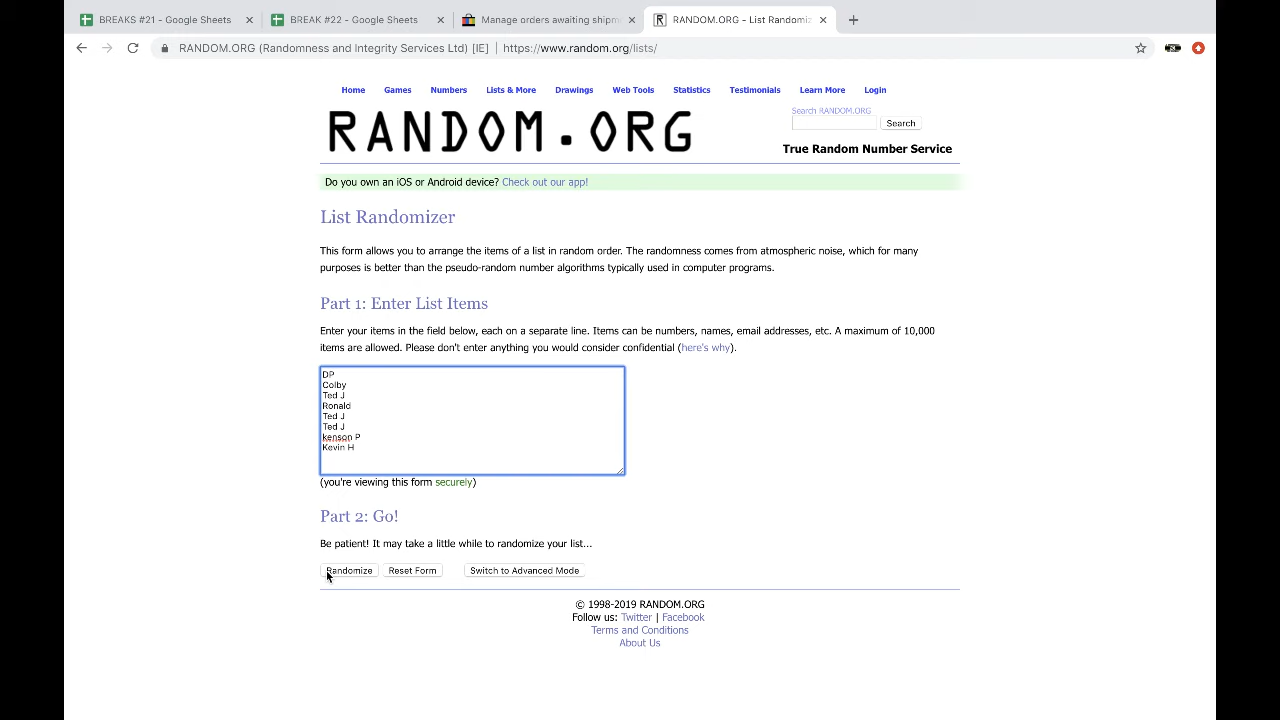 BREAKS #21 - Google Sheets
BREAK #22 - Google Sheets
Manage orders awaiting shipm
RANDOM.ORG - List Randomiz
RANDOM.ORG (Randomness and Integrity Services Ltd) [IE] | https://www.random.org/lists/
Home Games Numbers Lists & More Drawings Web Tools Statistics Testimonials Learn More Login
Search RANDOM.ORG
RANDOM.ORG
Search
True Random Number Service
Do you own an iOS or Android device? Check out our app!
List Randomizer
This form allows you to arrange the items of a list in random order. The randomness comes from atmospheric noise, which for many
purposes is better than the pseudo-random number algorithms typically used in computer programs.
Part 1: Enter List Items
Enter your items in the field below, each on a separate line. Items can be numbers, names, email addresses, etc. A maximum of 10,000
items are allowed. Please don't enter anything you would consider confidential (here's why).
DP
Colby
Ted J
Ronald
Ted J
Ted J
kenson P
Kevin H
(you're viewing this form securely)
Part 2: Go!
Be patient! It may take a little while to randomize your list...
Randomize Reset Form Switch to Advanced Mode
© 1998-2019 RANDOM.ORG
Follow us: Twitter | Facebook
Terms and Conditions
About Us